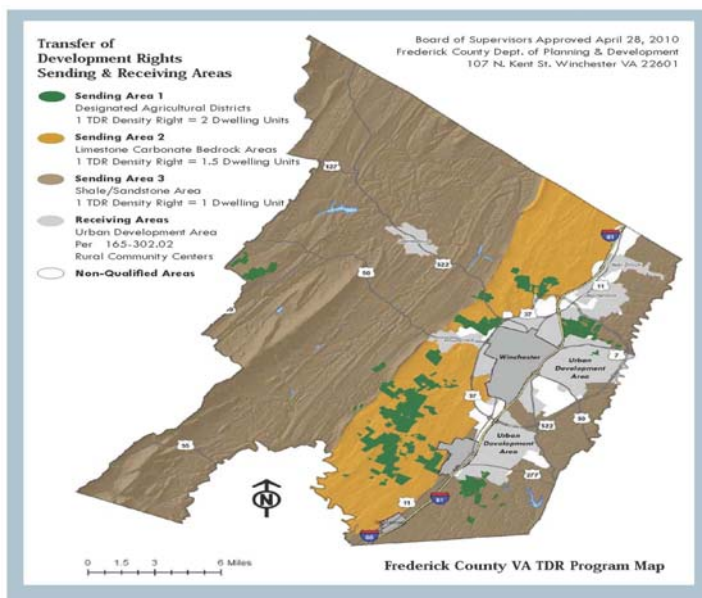 Transfer of
Development Rights
Sending & Receiving Areas
Board of Supervisors Approved April 28, 2010
Frederick County Dept. of Planning & Development
107 N. Kent St. Winchester VA 22601
Sending Area 1
Designated Agricultural Districts
1 TDR Density Right = 2 Dwelling Units
Sending Area 2
Limestone Carbonate Bedrock Areas
1 TDR Density Right = 1.5 Dwelling Units
Sending Area 3
Shale/Sandstone Area
1 TDR Density Right = 1 Dwelling Unit
Receiving Areas
Urban Development Area
Per 165-302.02
Rural Community Centers
Non-Qualified Areas
127
522
50
81
11
37
Winchester
7
Urban
Development
Area
37
50
522
Urban
Development
Area
277
55
11
81
66
N
0 1.5 3 6 Miles
Frederick County VA TDR Program Map